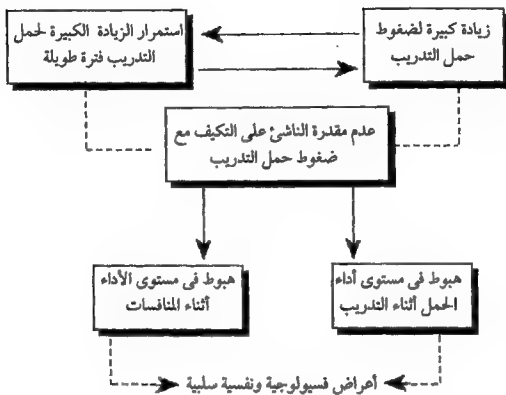 زيادة كبيرة لضغوط
حمل التدريب
استمرار الزيادة الكبيرة لحمل
التدريب فترة طويلة
عدم مقدرة الناشئ على التكيف مع
ضغوط حمل التدريب
هبوط فى مستوى أداء
الحمل أثناء التدريب
هبوط فى مستوى الأداء
أثناء المنافسات
أعراض فسيولوجية ونفسية سلبية